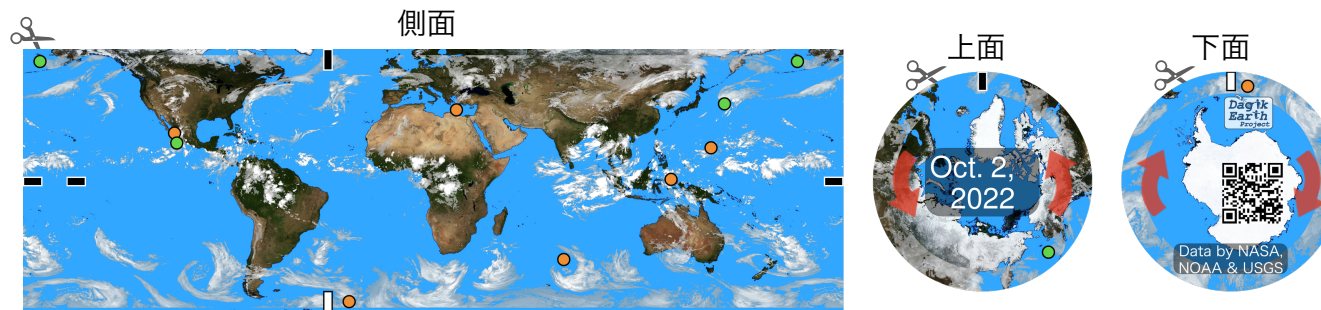 側面
上面
下面
Oct. 2,
2022
Dagik
Earth
Project
Data by NASA,
NOAA & USGS